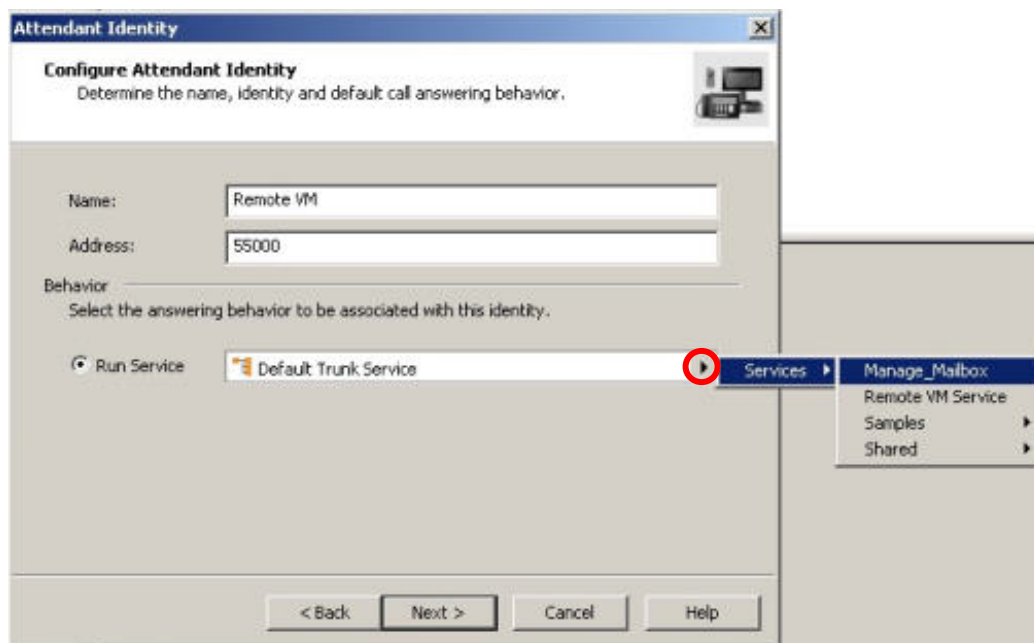 Attendant Identity
Configure Attendant Identity
Determine the name, identity and default call answering behavior.
Name: Remote VM
Address: 55000
Behavior
Select the answering behavior to be associated with this identity.
Run Service Default Trunk Service
Services
Manage_Mailbox
Remote VM Service
Samples
Shared
< Back Next > Cancel Help